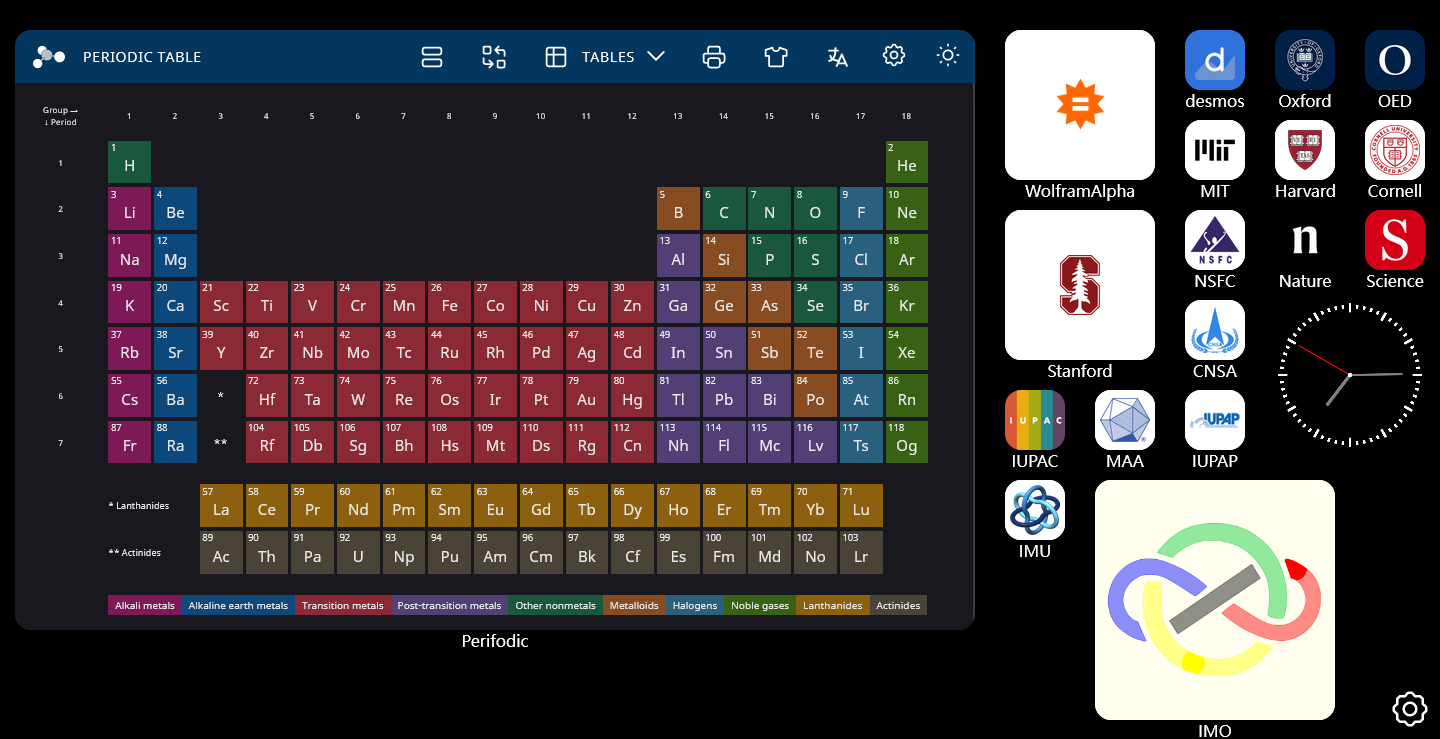 PERIODIC TABLE
TABLES
Group →
↓ Period
1 2 3 4 5 6 7 8 9 10 11 12 13 14 15 16 17 18
1
1 H
2 He
2
3 Li
4 Be
5 B
6 C
7 N
8 O
9 F
10 Ne
3
11 Na
12 Mg
13 Al
14 Si
15 P
16 S
17 Cl
18 Ar
4
19 K
20 Ca
21 Sc
22 Ti
23 V
24 Cr
25 Mn
26 Fe
27 Co
28 Ni
29 Cu
30 Zn
31 Ga
32 Ge
33 As
34 Se
35 Br
36 Kr
5
37 Rb
38 Sr
39 Y
40 Zr
41 Nb
42 Mo
43 Tc
44 Ru
45 Rh
46 Pd
47 Ag
48 Cd
49 In
50 Sn
51 Sb
52 Te
53 I
54 Xe
6
55 Cs
56 Ba
*
72 Hf
73 Ta
74 W
75 Re
76 Os
77 Ir
78 Pt
79 Au
80 Hg
81 Tl
82 Pb
83 Bi
84 Po
85 At
86 Rn
7
87 Fr
88 Ra
**
104 Rf
105 Db
106 Sg
107 Bh
108 Hs
109 Mt
110 Ds
111 Rg
112 Cn
113 Nh
114 Fl
115 Mc
116 Lv
117 Ts
118 Og
* Lanthanides
57 La
58 Ce
59 Pr
60 Nd
61 Pm
62 Sm
63 Eu
64 Gd
65 Tb
66 Dy
67 Ho
68 Er
69 Tm
70 Yb
71 Lu
** Actinides
89 Ac
90 Th
91 Pa
92 U
93 Np
94 Pu
95 Am
96 Cm
97 Bk
98 Cf
99 Es
100 Fm
101 Md
102 No
103 Lr
Alkali metals
Alkaline earth metals
Transition metals
Post-transition metals
Other nonmetals
Metalloids
Halogens
Noble gases
Lanthanides
Actinides
Perifodic
WolframAlpha
d
desmos
Oxford
O
OED
MIT
MIT
Harvard
CORNELL UNIVERSITY
FOUNDED A.D. 1865
Cornell
S
Stanford
NSFC
NSFC
n
Nature
S
Science
CNSA
CNSA
IUPAC
IUPAC
MAA
IUPAP
IUPAP
IMU
IMO